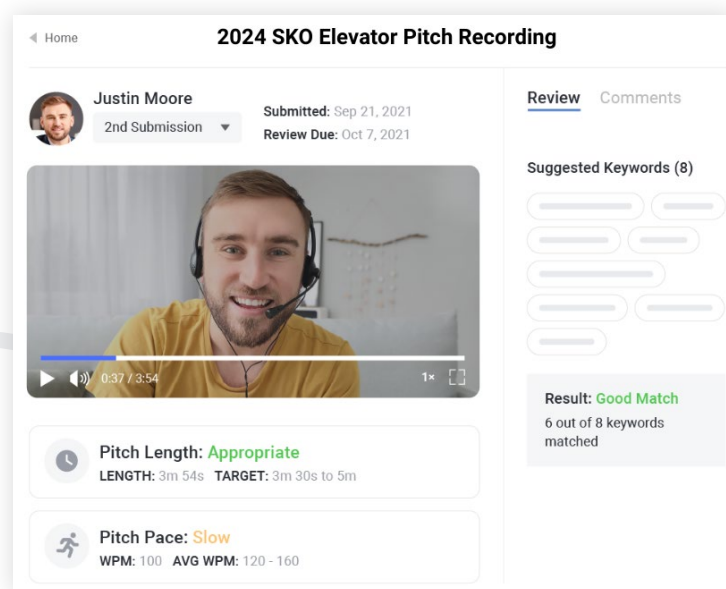 Home
2024 SKO Elevator Pitch Recording
Justin Moore
2nd Submission
Submitted: Sep 21, 2021
Review Due: Oct 7, 2021
0:37 / 3:54
1×
Pitch Length: Appropriate
LENGTH: 3m 54s TARGET: 3m 30s to 5m
Pitch Pace: Slow
WPM: 100 AVG WPM: 120 - 160
Review Comments
Suggested Keywords (8)
Result: Good Match
6 out of 8 keywords
matched